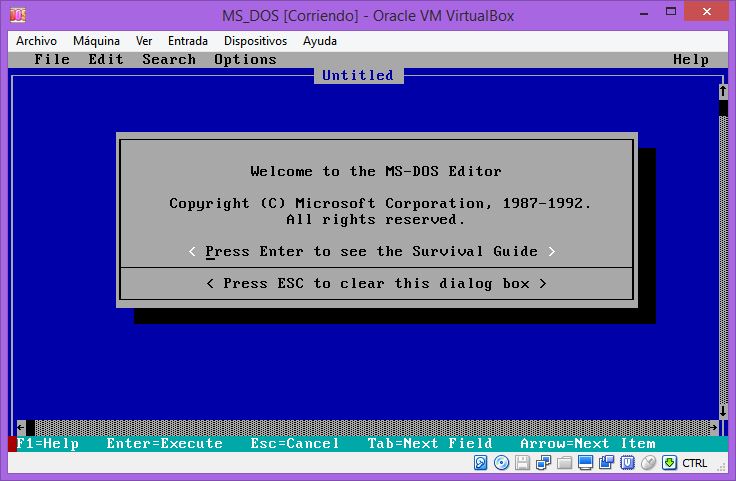 MS_DOS [Corriendo] - Oracle VM VirtualBox
Archivo Máquina Ver Entrada Dispositivos Ayuda
File Edit Search Options Help
Untitled
Welcome to the MS-DOS Editor
Copyright (C) Microsoft Corporation, 1987-1992.
All rights reserved.
< Press Enter to see the Survival Guide >
< Press ESC to clear this dialog box >
F1=Help Enter=Execute Esc=Cancel Tab=Next Field Arrow=Next Item
CTRL